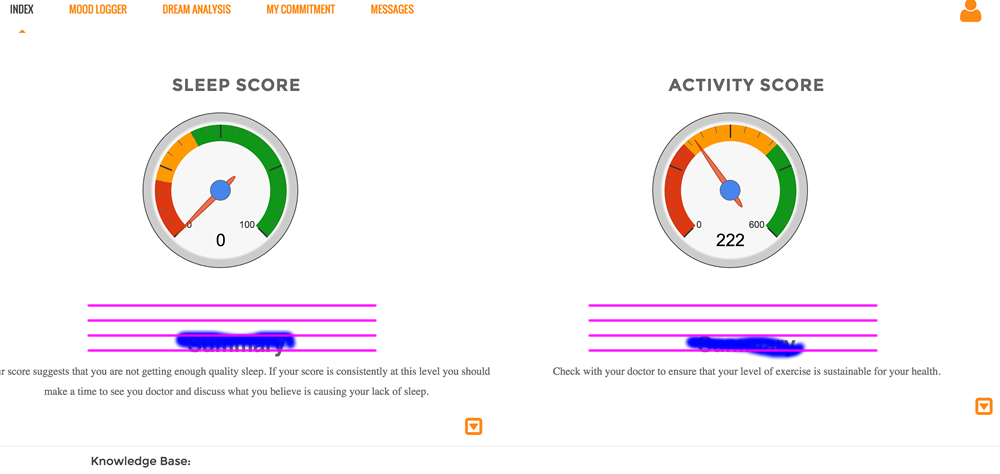 INDEX MOOD LOGGER DREAM ANALYSIS MY COMMITMENT MESSAGES
SLEEP SCORE
0 100
0
Summary
score suggests that you are not getting enough quality sleep. If your score is consistently at this level you should
make a time to see you doctor and discuss what you believe is causing your lack of sleep.
ACTIVITY SCORE
0 600
222
Check with your doctor to ensure that your level of exercise is sustainable for your health.
Knowledge Base: